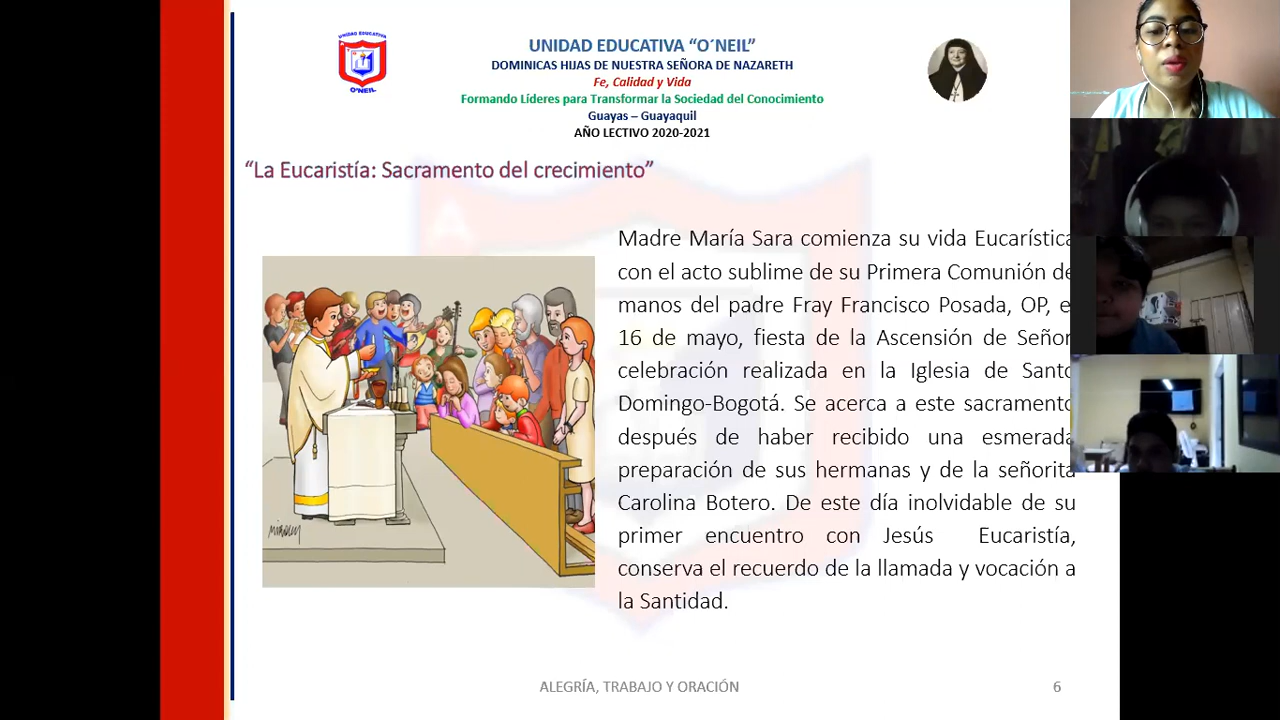 UNIDAD EDUCATIVA
O'NEIL
UNIDAD EDUCATIVA “O´NEIL”
DOMINICAS HIJAS DE NUESTRA SEÑORA DE NAZARETH
Fe, Calidad y Vida
Formando Líderes para Transformar la Sociedad del Conocimiento
Guayas – Guayaquil
AÑO LECTIVO 2020-2021
“La Eucaristía: Sacramento del crecimiento”
Madre María Sara comienza su vida Eucarística
con el acto sublime de su Primera Comunión de
manos del padre Fray Francisco Posada, OP, e
16 de mayo, fiesta de la Ascensión de Señor
celebración realizada en la Iglesia de Santo
Domingo-Bogotá. Se acerca a este sacramento
después de haber recibido una esmerada
preparación de sus hermanas y de la señorita
Carolina Botero. De este día inolvidable de su
primer encuentro con Jesús Eucaristía,
conserva el recuerdo de la llamada y vocación a
la Santidad.
ALEGRÍA, TRABAJO Y ORACIÓN
6